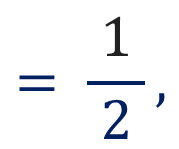 = 1/2,